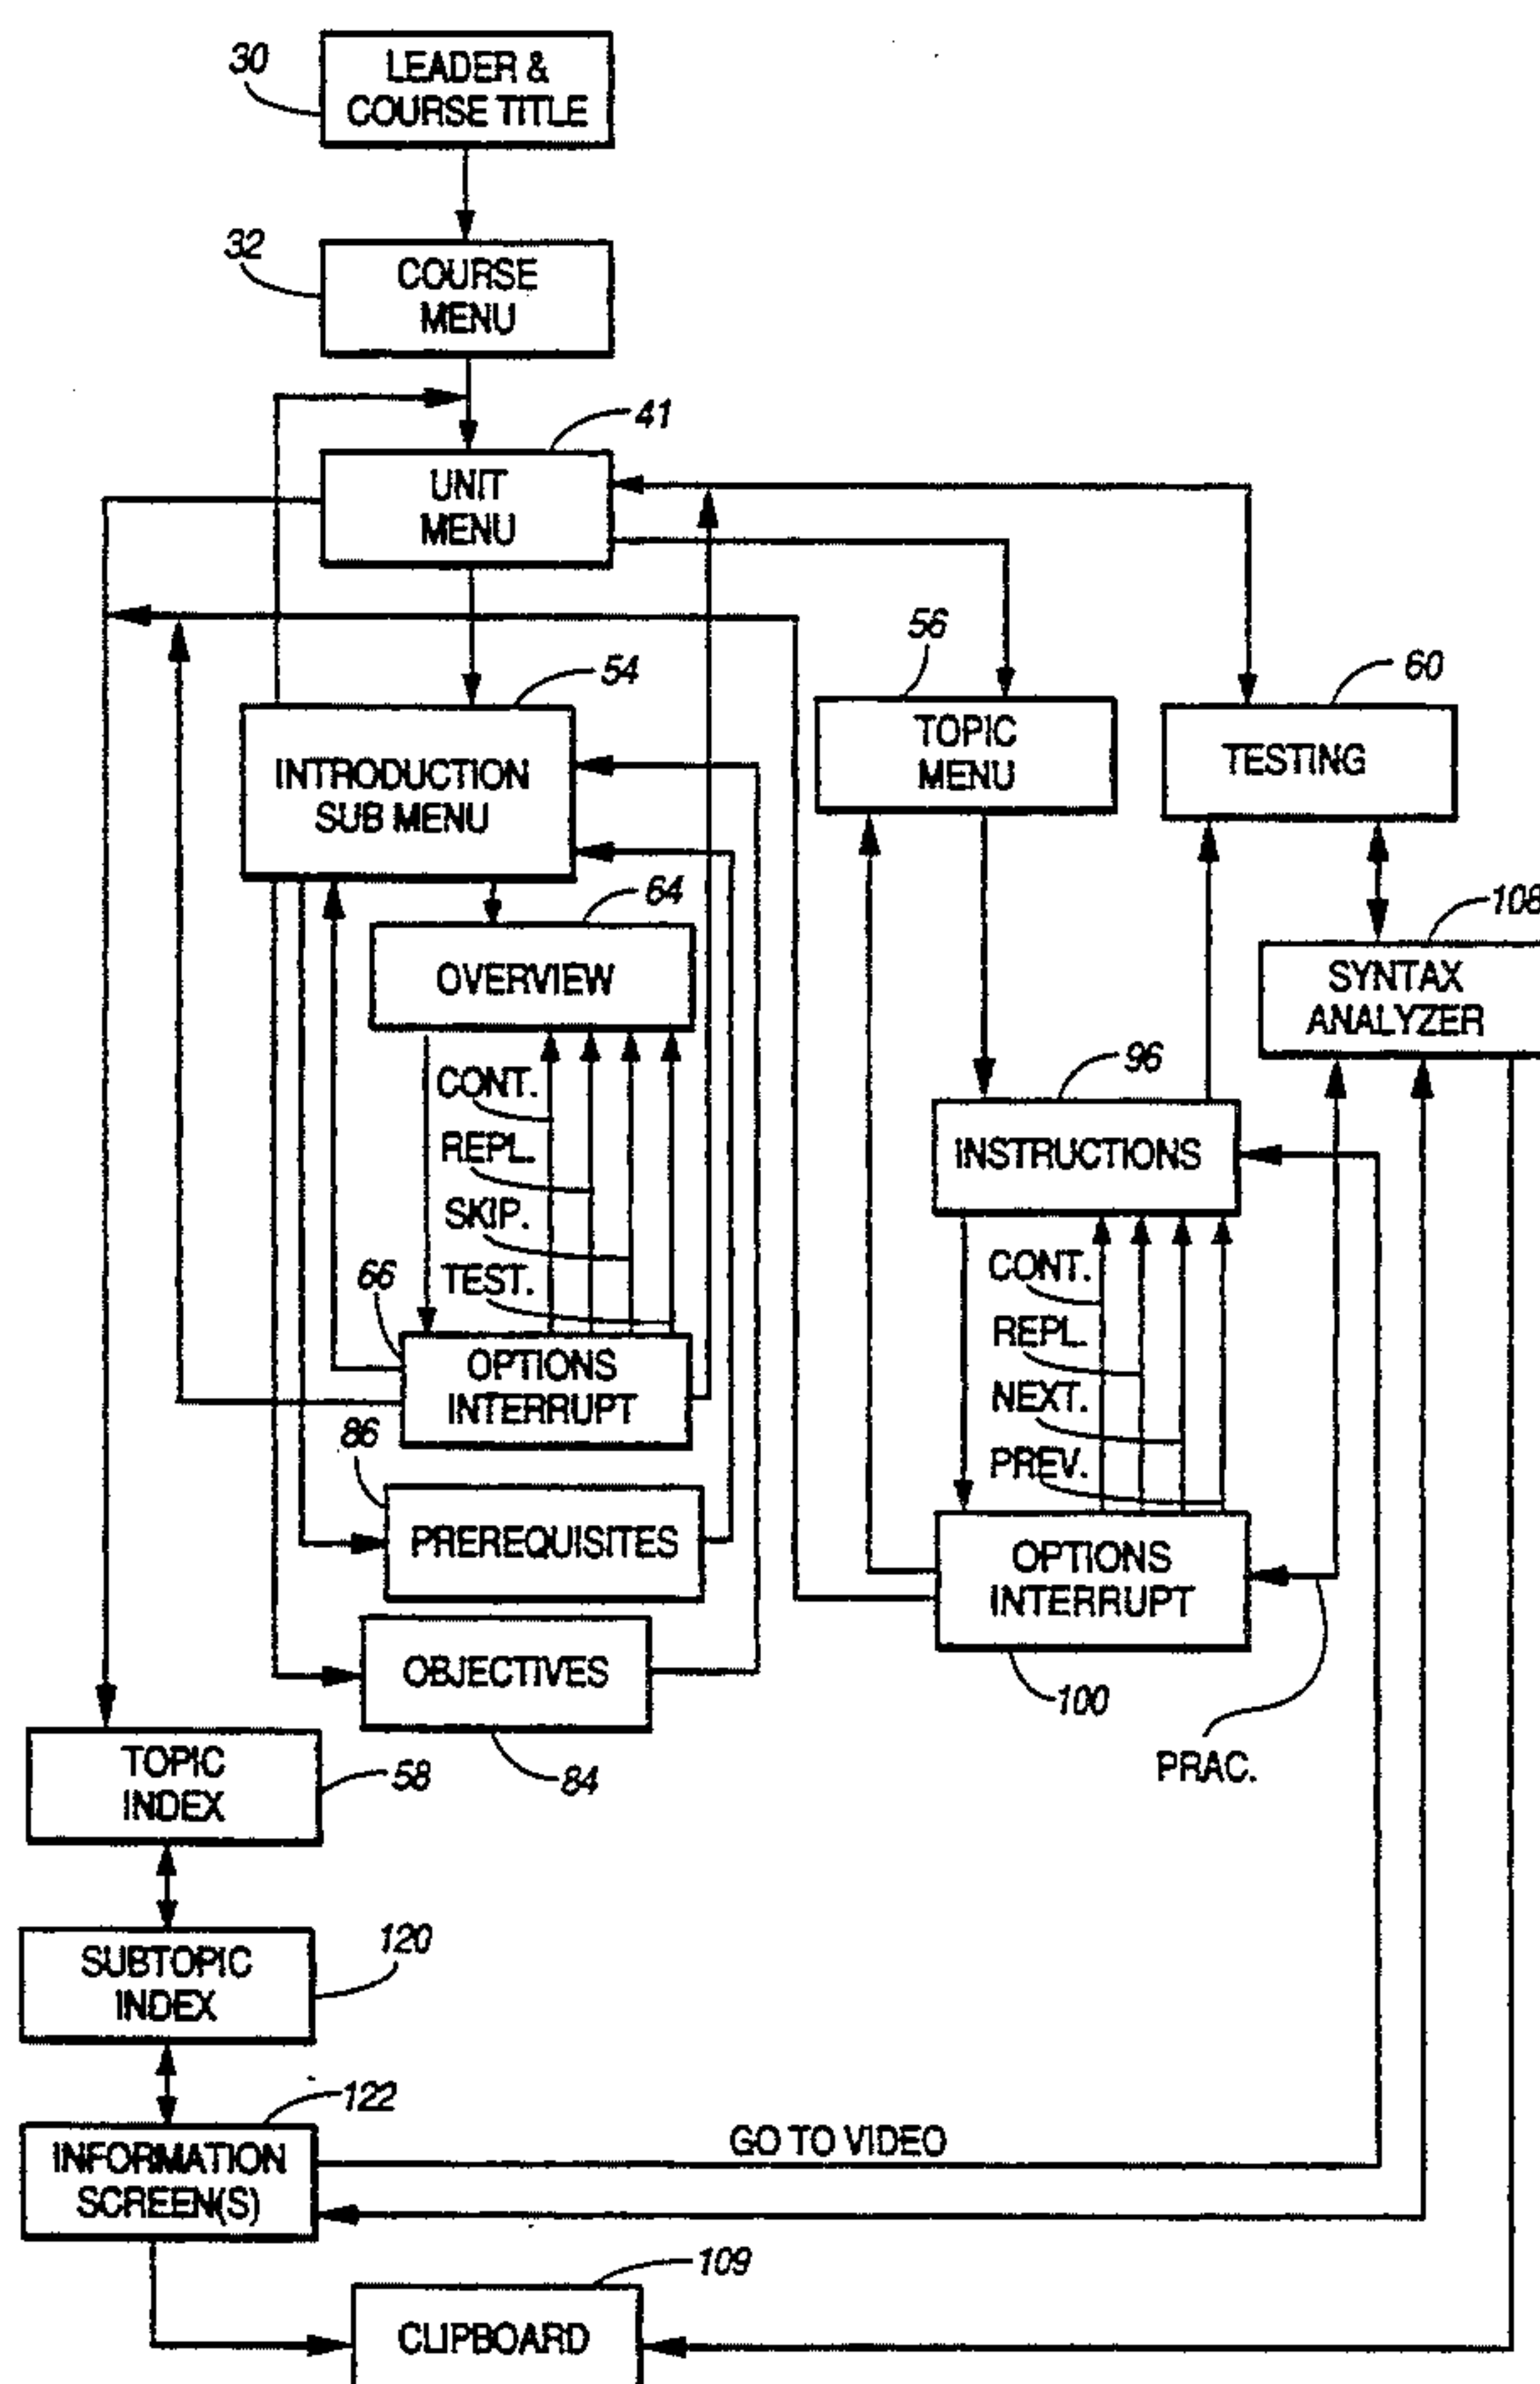 30
LEADER &
COURSE TITLE
32
COURSE
MENU
41
UNIT
MENU
54
INTRODUCTION
SUB MENU
56
TOPIC
MENU
60
TESTING
64
OVERVIEW
108
SYNTAX
ANALYZER
CONT.
REPL.
SKIP.
TEST.
96
INSTRUCTIONS
66
OPTIONS
INTERRUPT
CONT.
REPL.
NEXT.
PREV.
86
PREREQUISITES
OPTIONS
INTERRUPT
100
PRAC.
OBJECTIVES
84
TOPIC
INDEX
58
SUBTOPIC
INDEX
120
122
INFORMATION
SCREEN(S)
GO TO VIDEO
109
CLIPBOARD